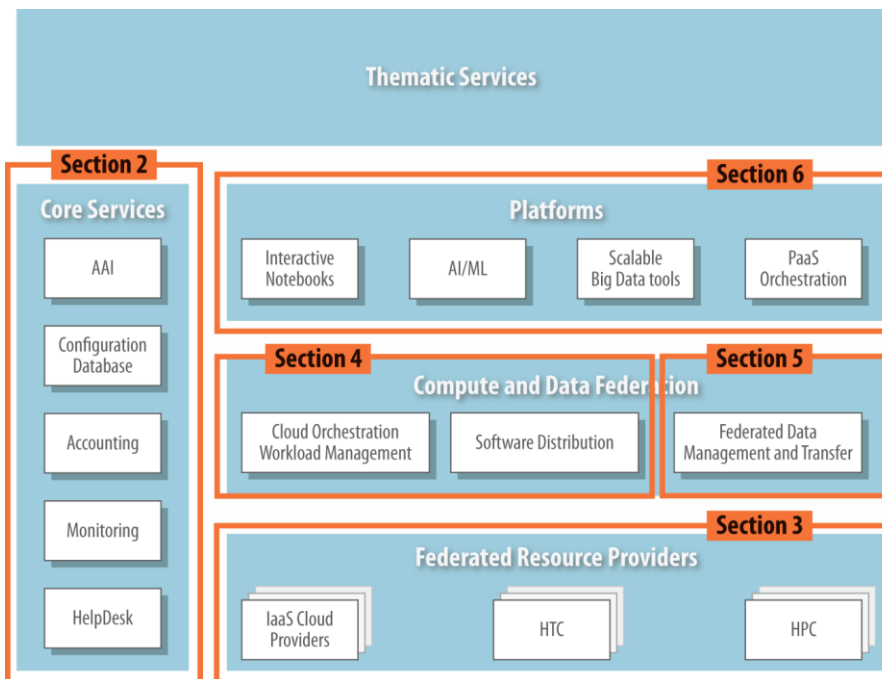 Thematic Services
Section 2
Core Services
AAI
Configuration
Database
Accounting
Monitoring
HelpDesk
Section 6
Platforms
Interactive
Notebooks
AI/ML
Scalable
Big Data tools
PaaS
Orchestration
Section 4
Section 5
Compute and Data Federation
Cloud Orchestration
Workload Management
Software Distribution
Federated Data
Management and Transfer
Section 3
Federated Resource Providers
IaaS Cloud
Providers
HTC
HPC